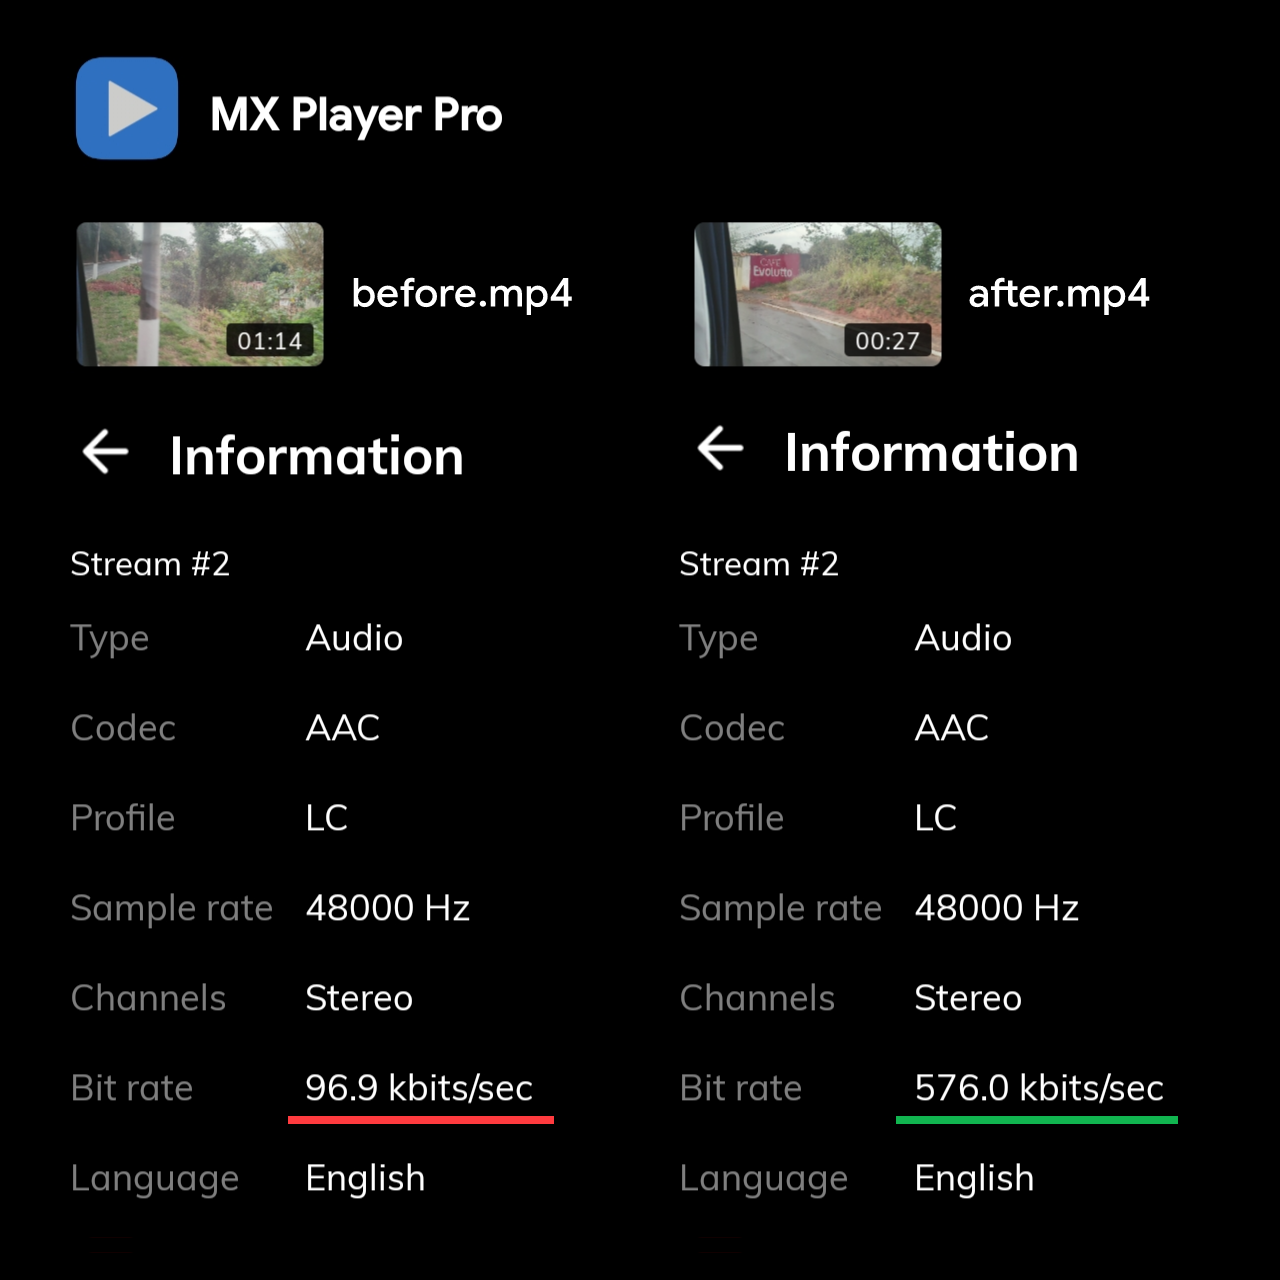 MX Player Pro
01:14
before.mp4
CAFÉ
Evolutto
00:27
after.mp4
Information
Stream #2
Type Audio
Codec AAC
Profile LC
Sample rate 48000 Hz
Channels Stereo
Bit rate 96.9 kbits/sec
Language English
Information
Stream #2
Type Audio
Codec AAC
Profile LC
Sample rate 48000 Hz
Channels Stereo
Bit rate 576.0 kbits/sec
Language English